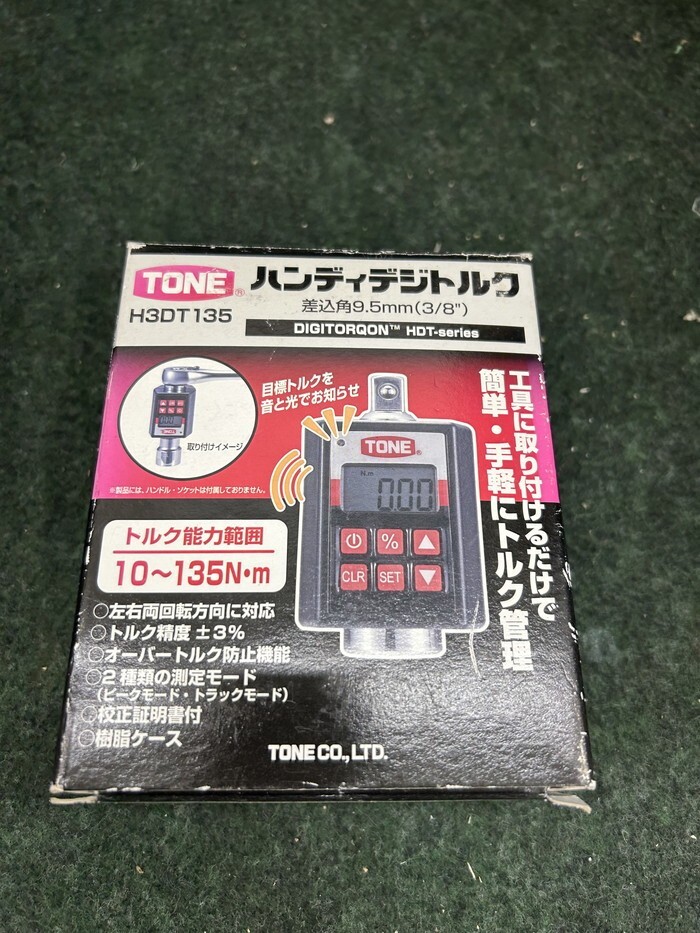 TONE® ハンディデジトルク
H3DT135 差込角9.5mm(3/8")
DIGITORQON™ HDT-series
目標トルクを
音と光でお知らせ
取り付けイメージ
※製品には、ハンドル・ソケットは付属しておりません。
工具に取り付けるだけで
簡単・手軽にトルク管理
TONE®
N.m
0.00
%
CLR SET
トルク能力範囲
10〜135N・m
○左右両回転方向に対応
○トルク精度 ±3%
○オーバートルク防止機能
○2種類の測定モード
(ピークモード・トラックモード)
○校正証明書付
○樹脂ケース
TONE CO., LTD.